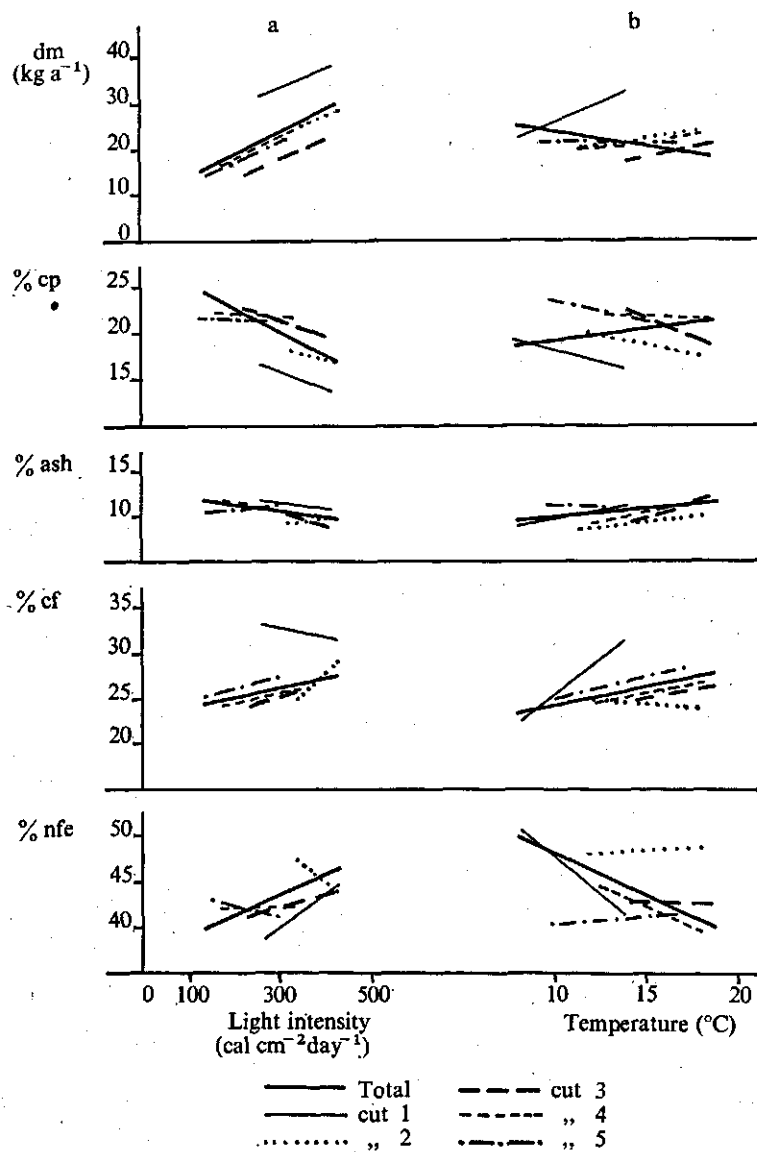 a b
dm
(kg a⁻¹)
40
30
20
10
0
% cp
25
20
15
% ash
15
10
% cf
35
30
25
20
% nfe
50
45
40
0 100 300 500 10 15 20
Light intensity Temperature (°C)
(cal cm⁻² day⁻¹)
Total cut 3
cut 1 ,, 4
,, 2 ,, 5